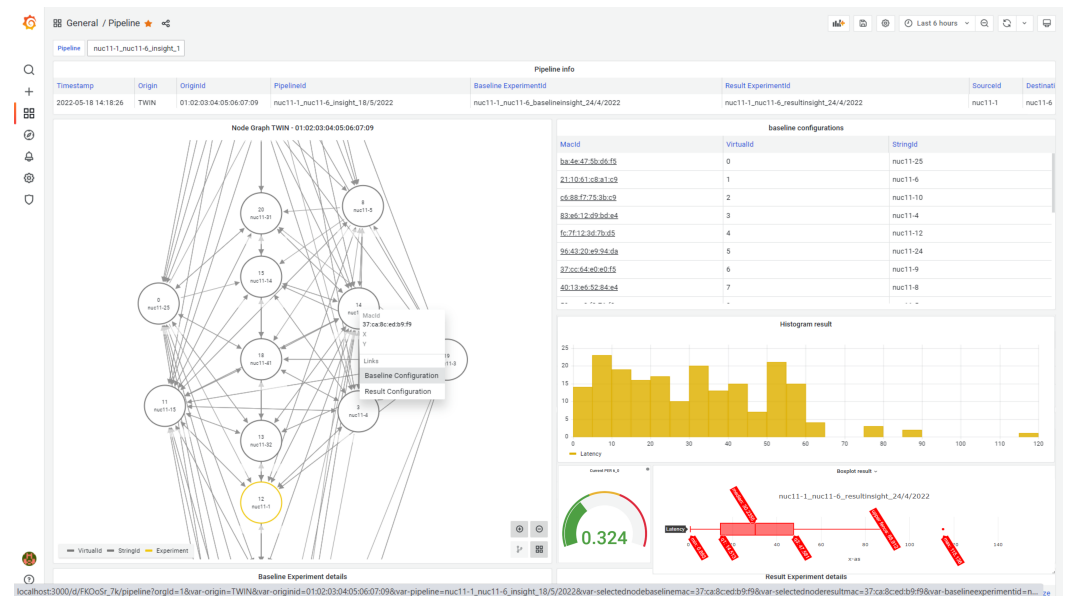 General / Pipeline
Last 6 hours
Pipeline nuc11-1_nuc11-6_insight_1
Pipeline info
Timestamp Origin OriginId PipelineId Baseline ExperimentId Result ExperimentId SourceId Destinati
2022-05-18 14:18:26 TWIN 01:02:03:04:05:06:07:09 nuc11-1_nuc11-6_insight_18/5/2022 nuc11-1_nuc11-6_baselineinsight_24/4/2022 nuc11-1_nuc11-6_resultinsight_24/4/2022 nuc11-1 nuc11-6
Node Graph TWIN - 01:02:03:04:05:06:07:09
20
nuc11-31
8
nuc11-5
15
nuc11-14
0
nuc11-25
14
MacId
37:ca:8c:ed:b9:f9
X
Y
Links
Baseline Configuration
Result Configuration
18
nuc11-41
11
nuc11-15
3
nuc11-4
13
nuc11-32
12
nuc11-1
VirtualId StringId Experiment
baseline configurations
MacId VirtualId StringId
ba:4e:47:5b:d6:f5 0 nuc11-25
21:10:61:c8:a1:c9 1 nuc11-6
c6:88:f7:75:3b:c9 2 nuc11-10
83:e6:12:d9:bd:e4 3 nuc11-4
fc:7f:12:3d:7b:d5 4 nuc11-12
96:43:20:e9:94:da 5 nuc11-24
37:cc:64:e0:e0:f5 6 nuc11-9
40:13:e6:52:84:e4 7 nuc11-8
Histogram result
25
20
15
10
5
0
0 10 20 30 40 50 60 70 80 90 100 110 120
Latency
Current PER 6_0
0.324
Boxplot result
nuc11-1_nuc11-6_resultinsight_24/4/2022
Latency
40 60 80 100 140
x-as
Baseline Experiment details
Result Experiment details
localhost:3000/d/FKOoSr_7k/pipeline?orgId=1&var-origin=TWIN&var-originid=01:02:03:04:05:06:07:09&var-pipeline=nuc11-1_nuc11-6_insight_18/5/2022&var-selectednodebaselinemac=37:ca:8c:ed:b9:f9&var-selectednoderesultmac=37:ca:8c:ed:b9:f9&var-baselineexperimentid=n...